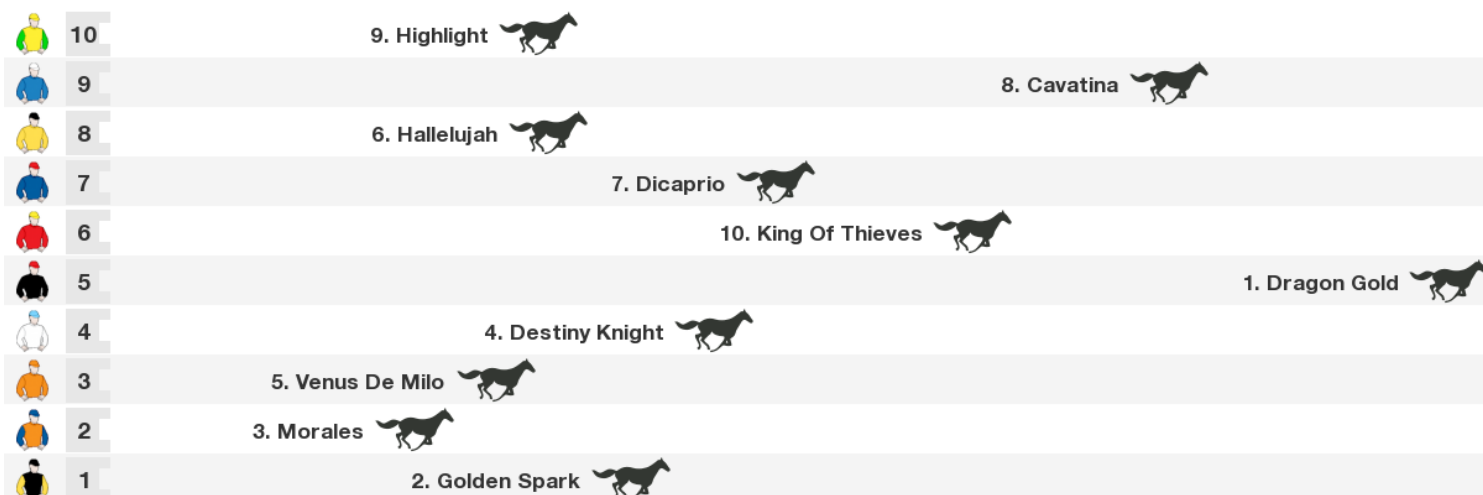 10 9. Highlight
9 8. Cavatina
8 6. Hallelujah
7 7. Dicaprio
6 10. King Of Thieves
5 1. Dragon Gold
4 4. Destiny Knight
3 5. Venus De Milo
2 3. Morales
1 2. Golden Spark